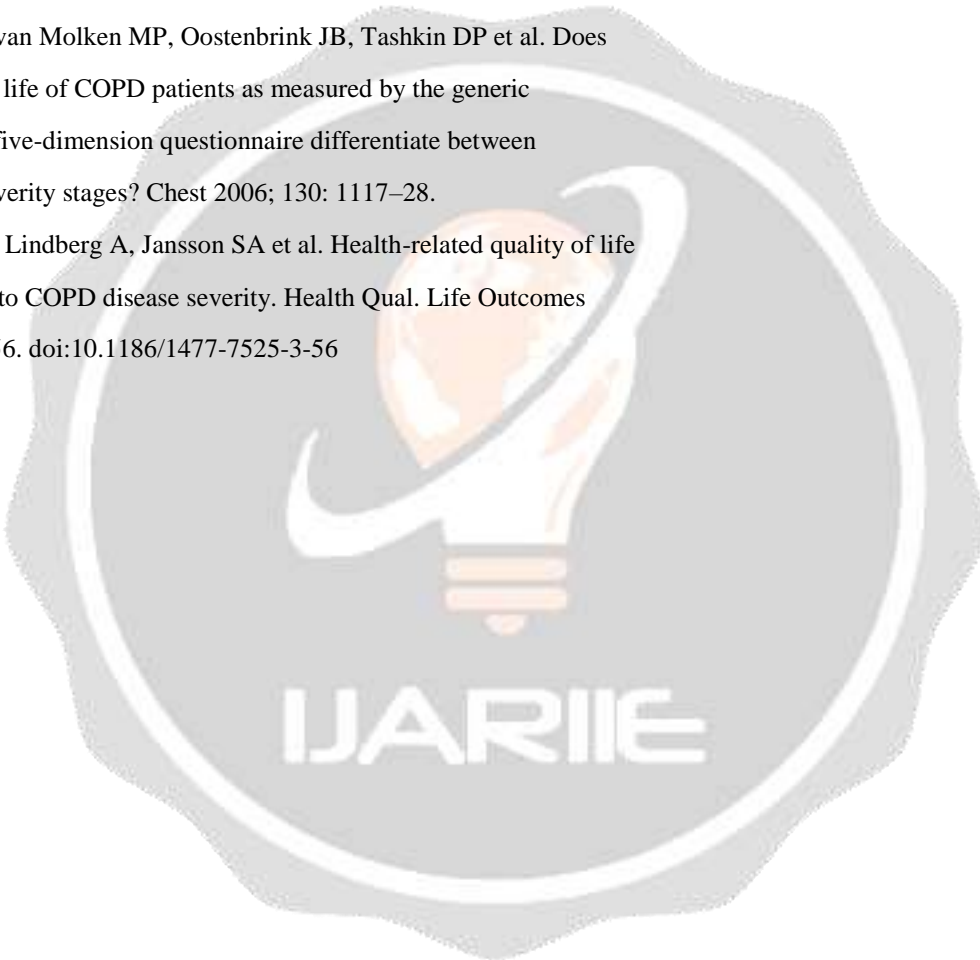 van Molken MP, Oostenbrink JB, Tashkin DP et al. Does
life of COPD patients as measured by the generic
five-dimension questionnaire differentiate between
verity stages? Chest 2006; 130: 1117–28.
Lindberg A, Jansson SA et al. Health-related quality of life
to COPD disease severity. Health Qual. Life Outcomes
6. doi:10.1186/1477-7525-3-56
IJARIIE